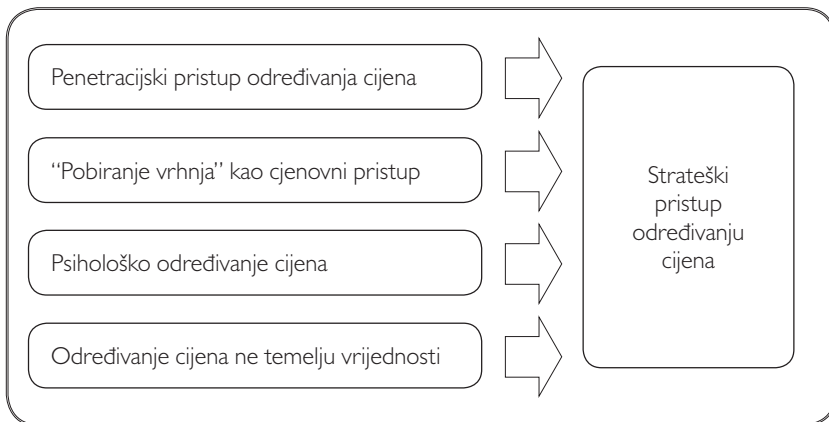 Penetracijski pristup određivanja cijena
“Pobiranje vrhnja” kao cjenovni pristup
Psihološko određivanje cijena
Određivanje cijena ne temelju vrijednosti
Strateški
pristup
određivanju
cijena